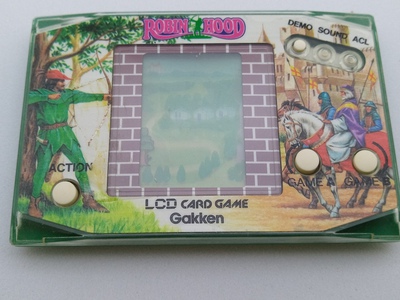 ROBIN HOOD
DEMO SOUND ACL
ACTION
GAME A GAME B
LCD CARD GAME
Gakken